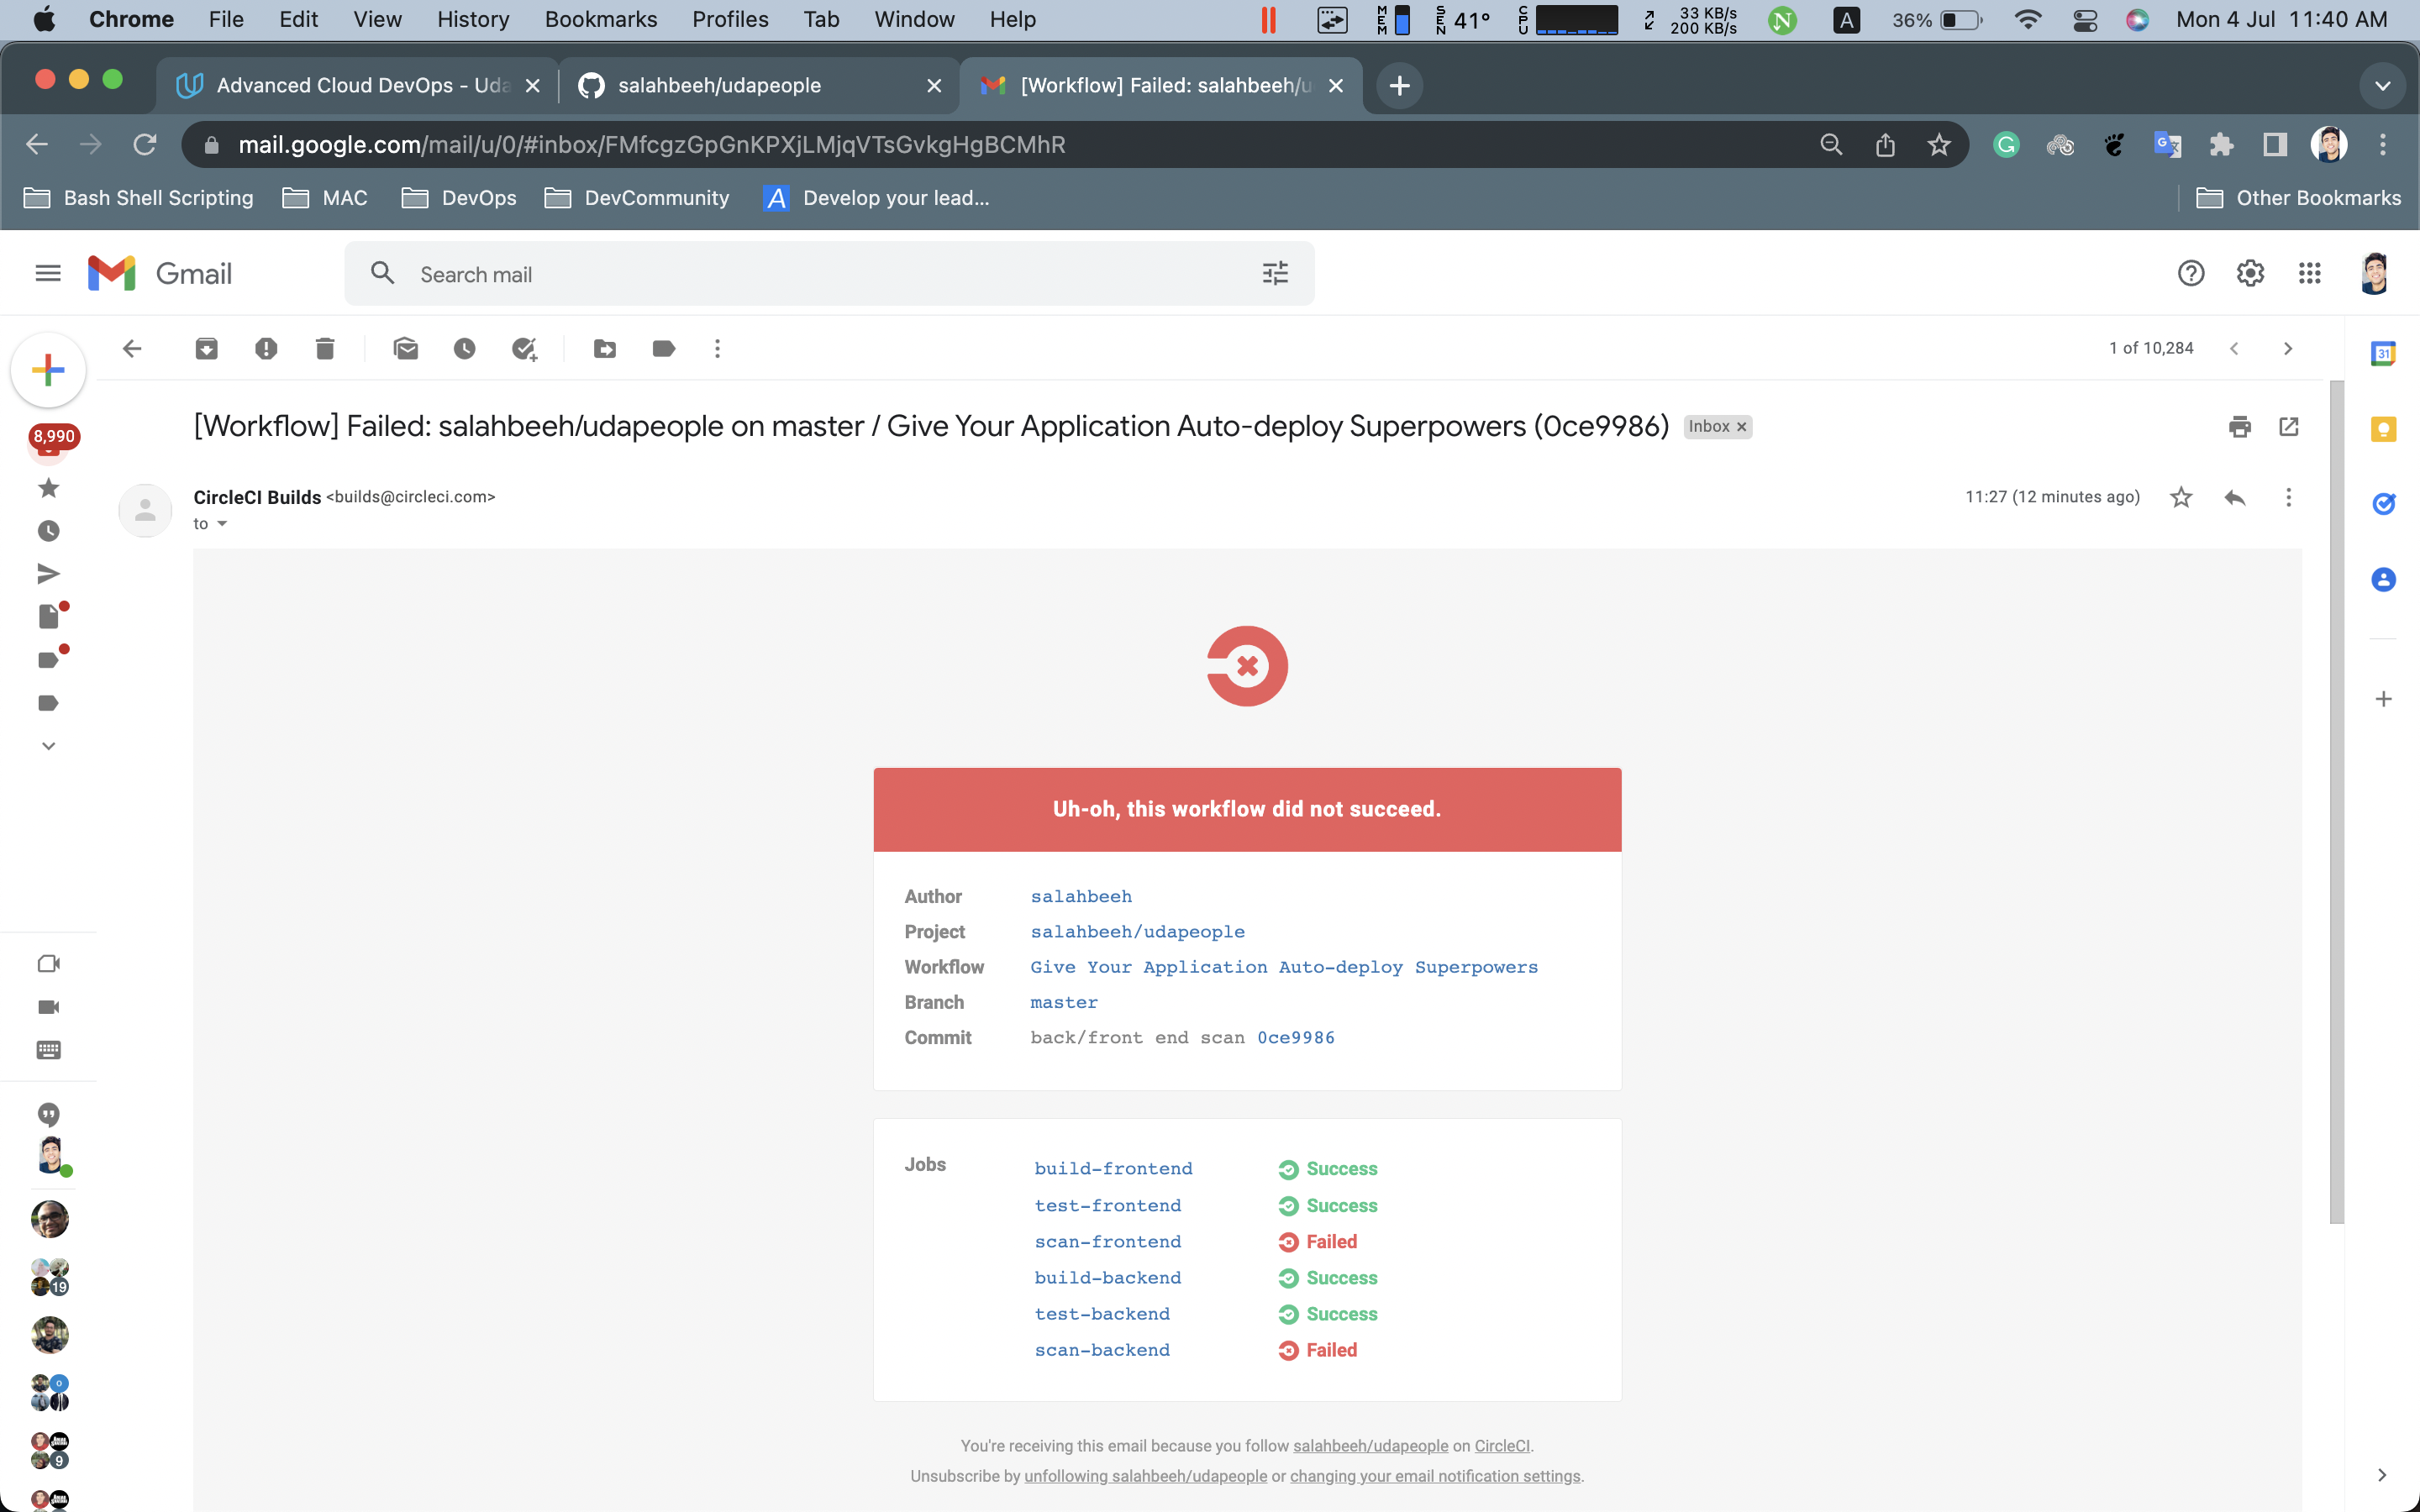 Chrome File Edit View History Bookmarks Profiles Tab Window Help MEM SEN 41° CPU 33 KB/s 200 KB/s N A 36% Mon 4 Jul 11:40 AM
Advanced Cloud DevOps - Uda salahbeeh/udapeople [Workflow] Failed: salahbeeh/u
mail.google.com/mail/u/0/#inbox/FMfcgzGpGnKPXjLMjqVTsGvkgHgBCMhR
Bash Shell Scripting MAC DevOps DevCommunity A Develop your lead... Other Bookmarks
Gmail Search mail
1 of 10,284
31
[Workflow] Failed: salahbeeh/udapeople on master / Give Your Application Auto-deploy Superpowers (0ce9986) Inbox ×
8,990
CircleCI Builds <builds@circleci.com> 11:27 (12 minutes ago)
to
Uh-oh, this workflow did not succeed.
Author salahbeeh
Project salahbeeh/udapeople
Workflow Give Your Application Auto-deploy Superpowers
Branch master
Commit back/front end scan 0ce9986
Jobs build-frontend Success
test-frontend Success
scan-frontend Failed
build-backend Success
test-backend Success
scan-backend Failed
19
9
You're receiving this email because you follow salahbeeh/udapeople on CircleCI.
Unsubscribe by unfollowing salahbeeh/udapeople or changing your email notification settings.